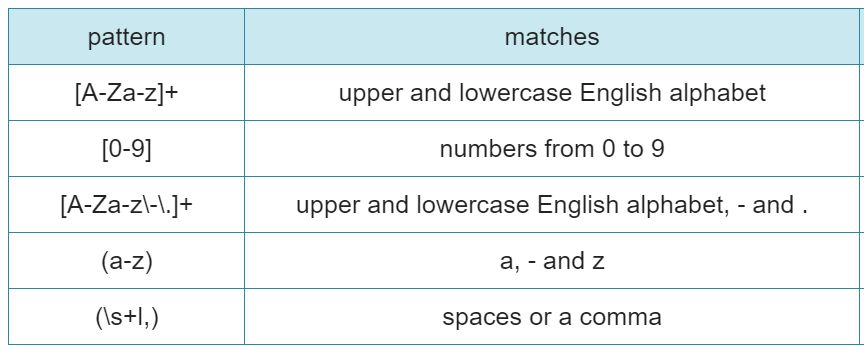 pattern matches
[A-Za-z]+ upper and lowercase English alphabet
[0-9] numbers from 0 to 9
[A-Za-z\-\.]+ upper and lowercase English alphabet, - and .
(a-z) a, - and z
(\s+l,) spaces or a comma